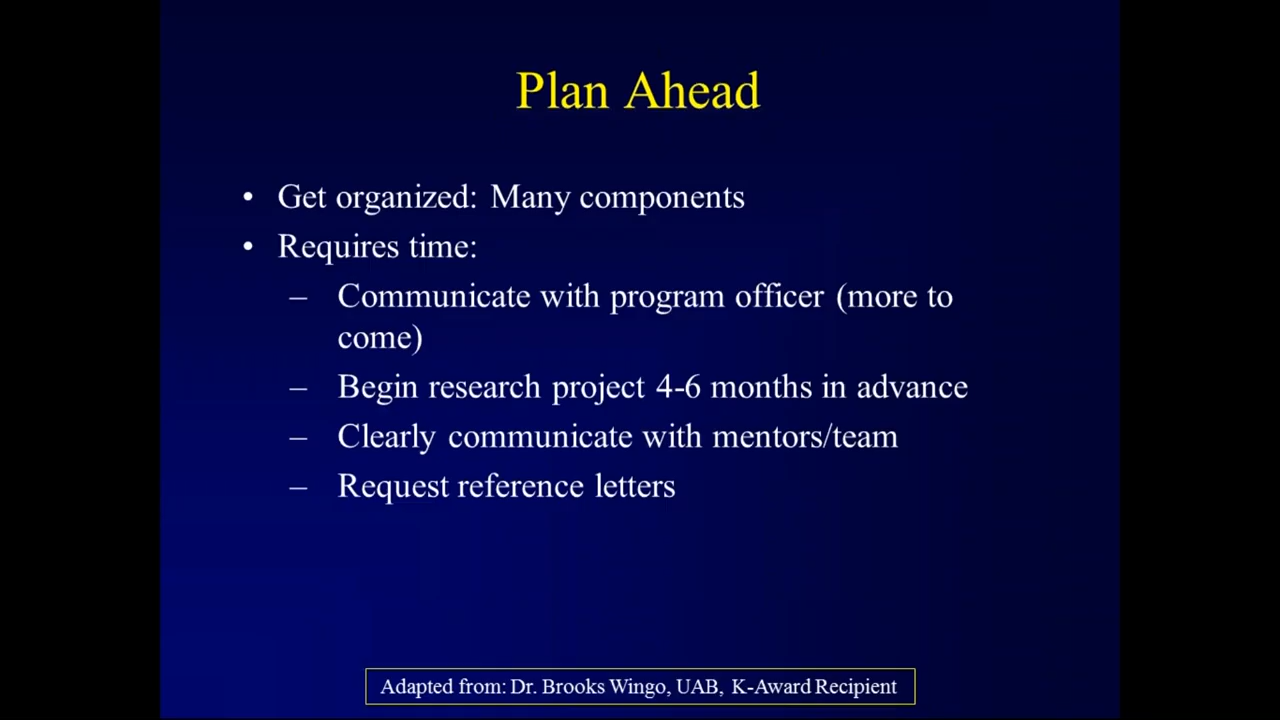 Plan Ahead
• Get organized: Many components
• Requires time:
– Communicate with program officer (more to
come)
– Begin research project 4-6 months in advance
– Clearly communicate with mentors/team
– Request reference letters
Adapted from: Dr. Brooks Wingo, UAB, K-Award Recipient